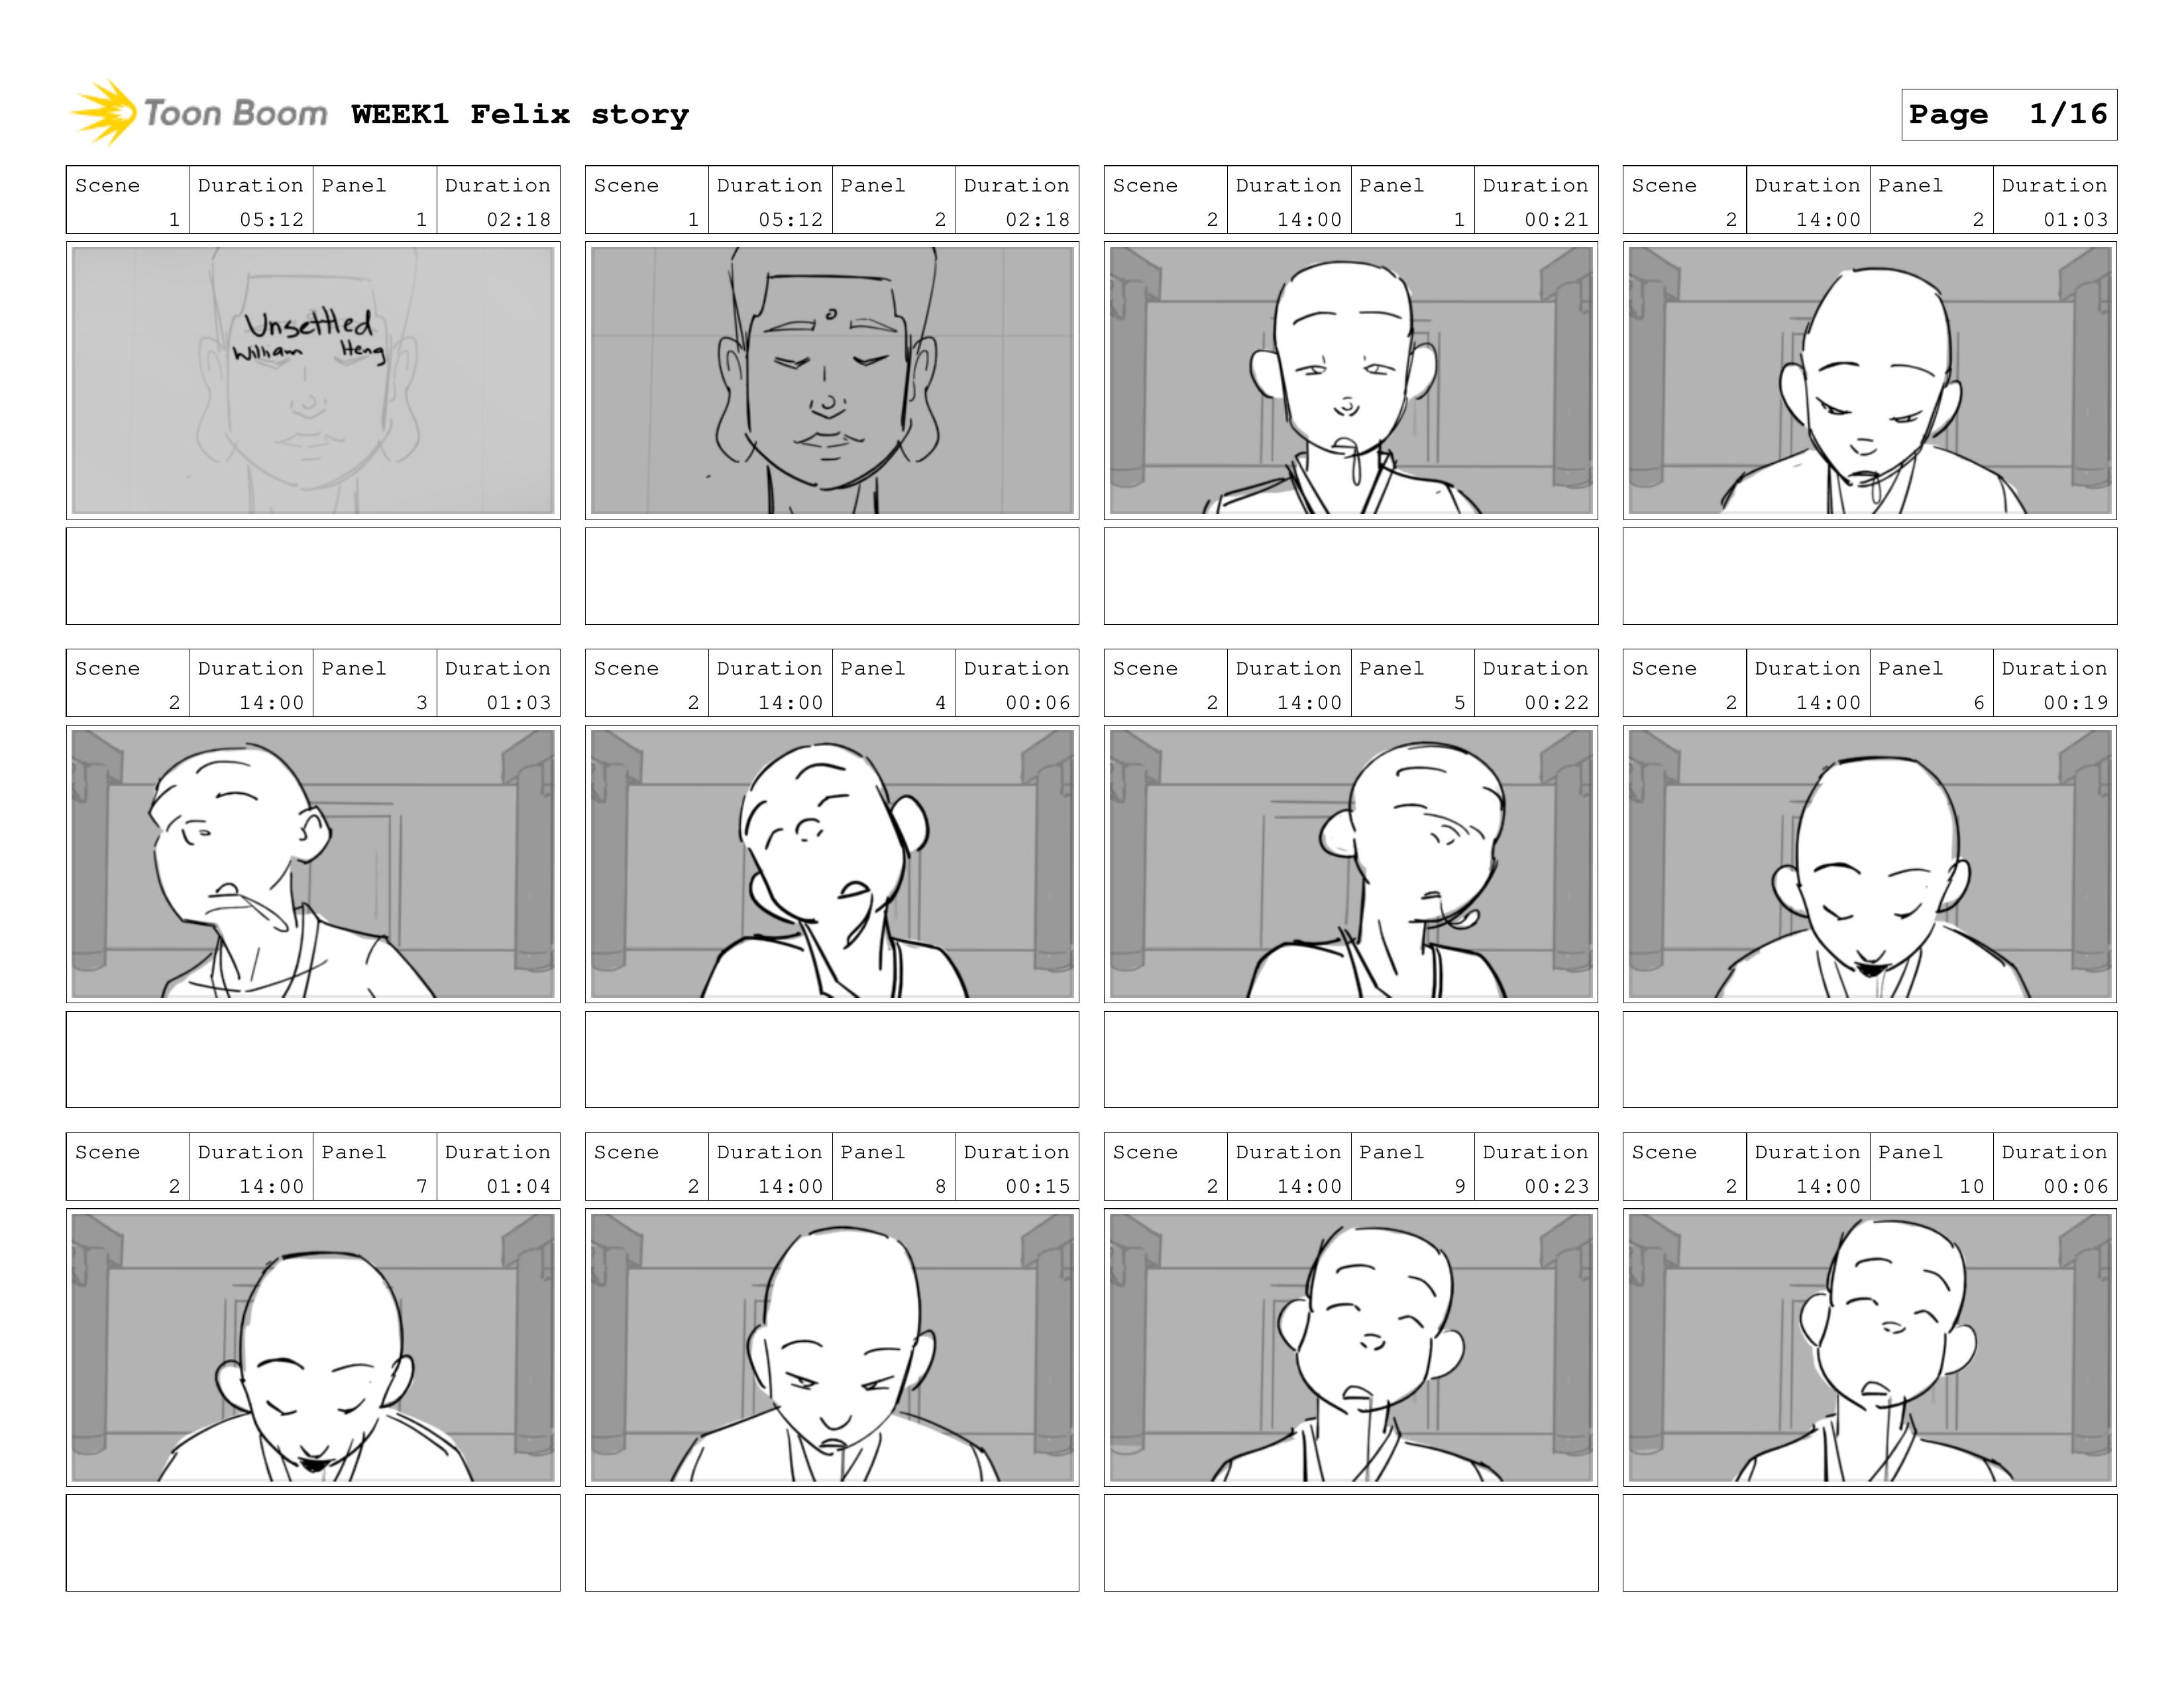 Toon Boom WEEK1 Felix story
Page 1/16
Scene Duration Panel Duration
1 05:12 1 02:18
Scene Duration Panel Duration
1 05:12 2 02:18
Scene Duration Panel Duration
2 14:00 1 00:21
Scene Duration Panel Duration
2 14:00 2 01:03
Unsettled
William Heng
Scene Duration Panel Duration
2 14:00 3 01:03
Scene Duration Panel Duration
2 14:00 4 00:06
Scene Duration Panel Duration
2 14:00 5 00:22
Scene Duration Panel Duration
2 14:00 6 00:19
Scene Duration Panel Duration
2 14:00 7 01:04
Scene Duration Panel Duration
2 14:00 8 00:15
Scene Duration Panel Duration
2 14:00 9 00:23
Scene Duration Panel Duration
2 14:00 10 00:06